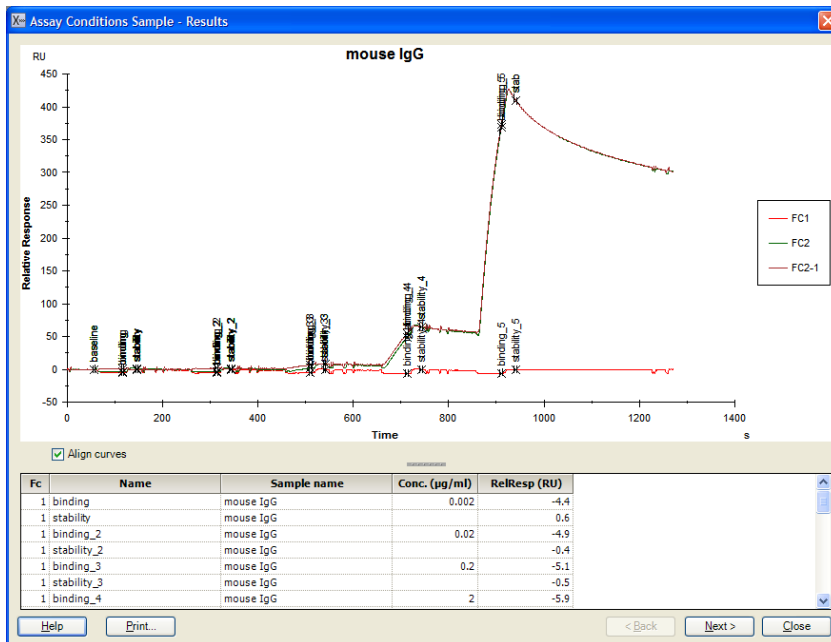 Assay Conditions Sample - Results
mouse IgG
RU
450
400
350
300
250
200
150
100
50
0
-50
Relative Response
0 200 400 600 800 1000 1200 1400
Time s
baseline
binding
stability
binding_2
stability_2
stability_3
stability_4
binding_5
stability_5
stab
FC1
FC2
FC2-1
Align curves
Fc Name Sample name Conc. (µg/ml) RelResp (RU)
1 binding mouse IgG 0.002 -4.4
1 stability mouse IgG 0.6
1 binding_2 mouse IgG 0.02 -4.9
1 stability_2 mouse IgG -0.4
1 binding_3 mouse IgG 0.2 -5.1
1 stability_3 mouse IgG -0.5
1 binding_4 mouse IgG 2 -5.9
Help Print... < Back Next > Close